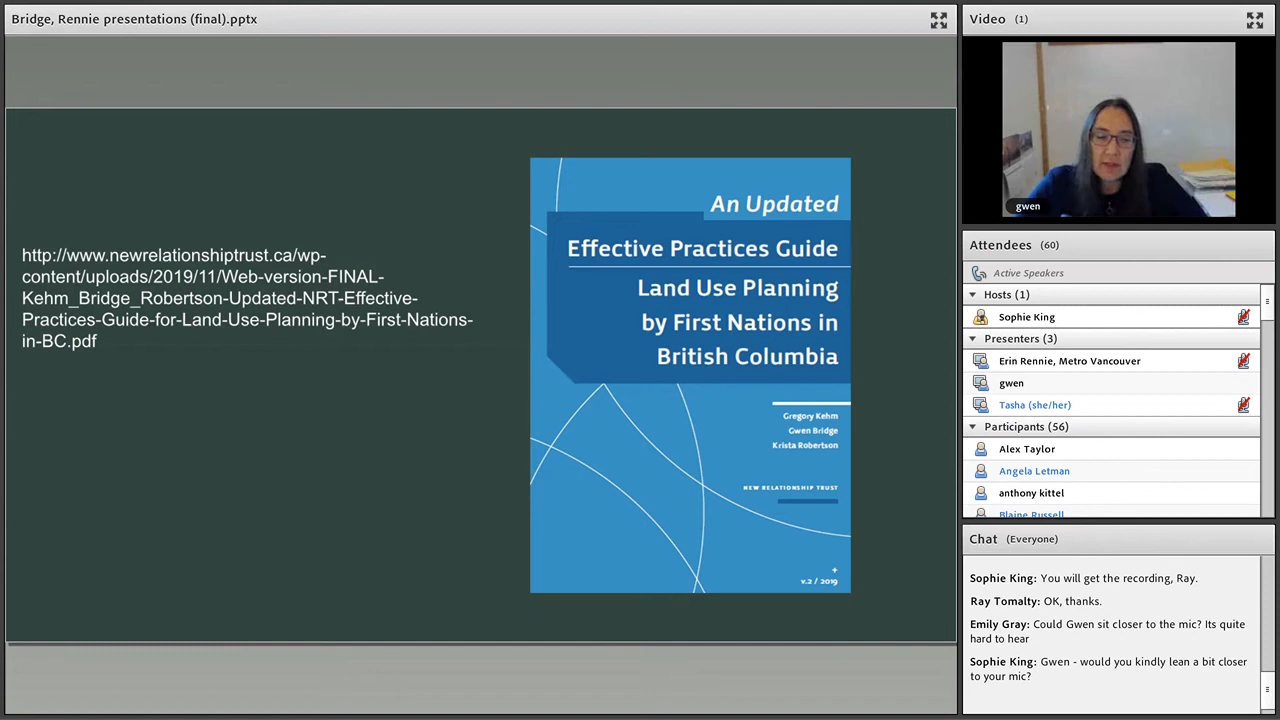 Bridge, Rennie presentations (final).pptx
http://www.newrelationshiptrust.ca/wp-
content/uploads/2019/11/Web-version-FINAL-
Kehm_Bridge_Robertson-Updated-NRT-Effective-
Practices-Guide-for-Land-Use-Planning-by-First-Nations-
in-BC.pdf
An Updated
Effective Practices Guide
Land Use Planning
by First Nations in
British Columbia
Gregory Kehm
Gwen Bridge
Krista Robertson
NEW RELATIONSHIP TRUST
+
v.2 / 2019
Video (1)
gwen
Attendees (60)
Active Speakers
Hosts (1)
Sophie King
Presenters (3)
Erin Rennie, Metro Vancouver
gwen
Tasha (she/her)
Participants (56)
Alex Taylor
Angela Letman
anthony kittel
Blaine Russell
Chat (Everyone)
Sophie King: You will get the recording, Ray.
Ray Tomalty: OK, thanks.
Emily Gray: Could Gwen sit closer to the mic? Its quite
hard to hear
Sophie King: Gwen - would you kindly lean a bit closer
to your mic?